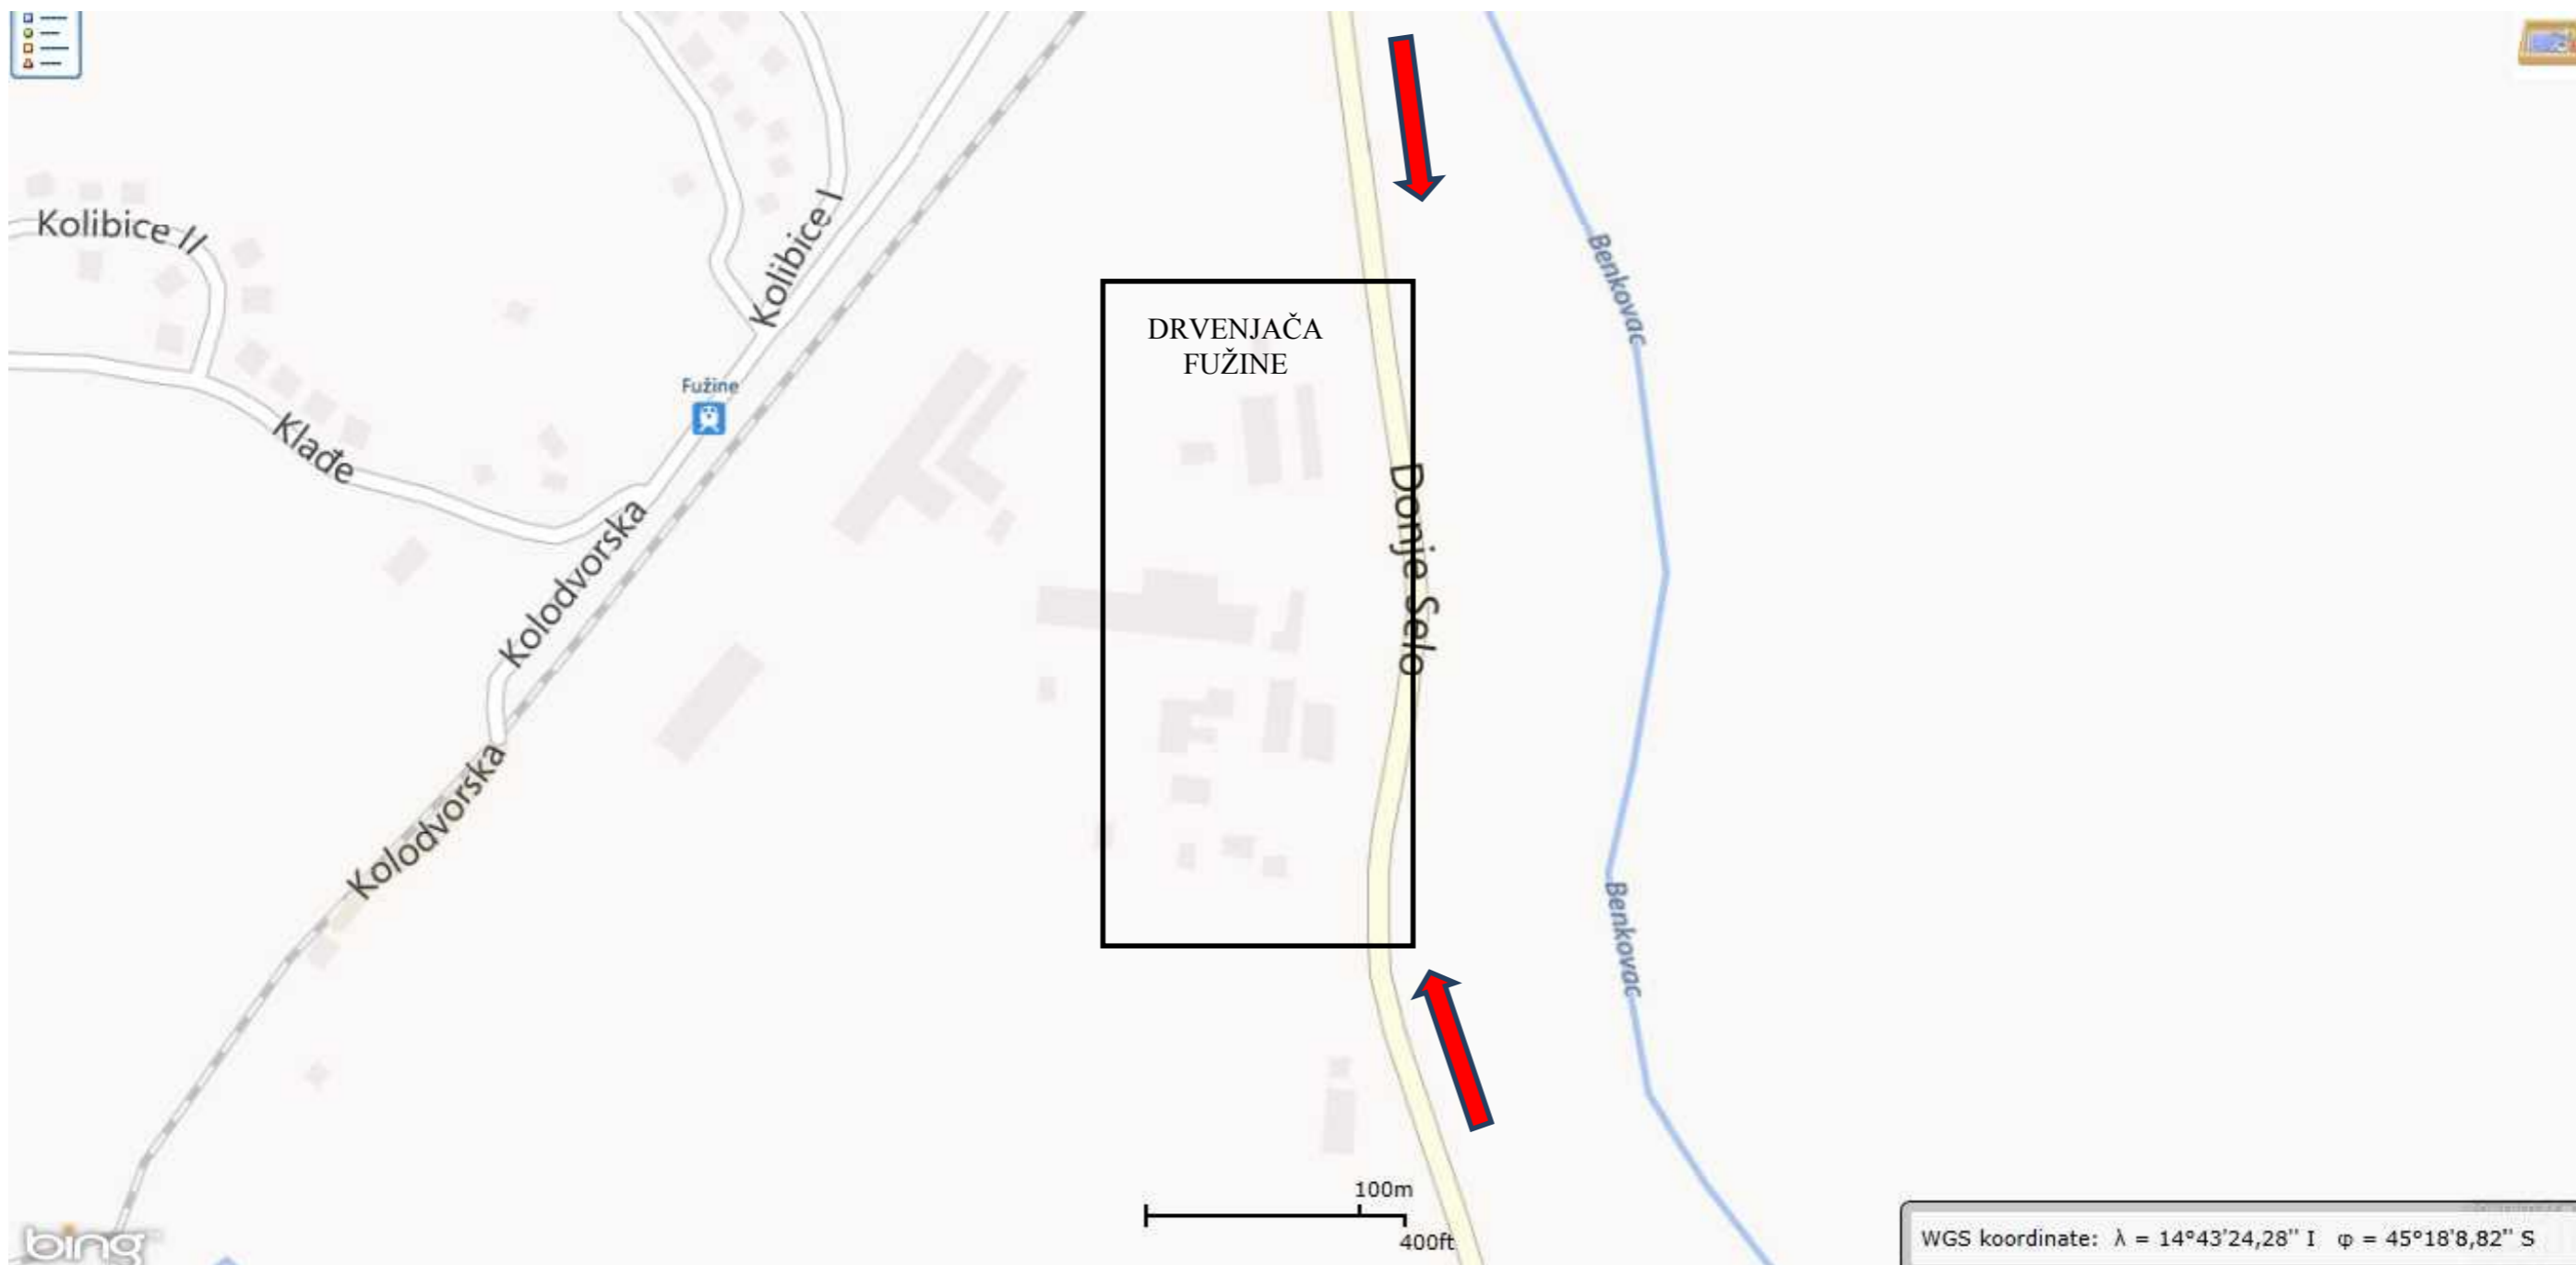 Kolibice II
Kolibice I
Benkovac
DRVENJAČA
FUŽINE
Fužine
Klađe
Donje Selo
Kolodvorska
Kolodvorska
Benkovac
100m
400ft
bing
WGS koordinate: λ = 14°43'24,28" I φ = 45°18'8,82" S